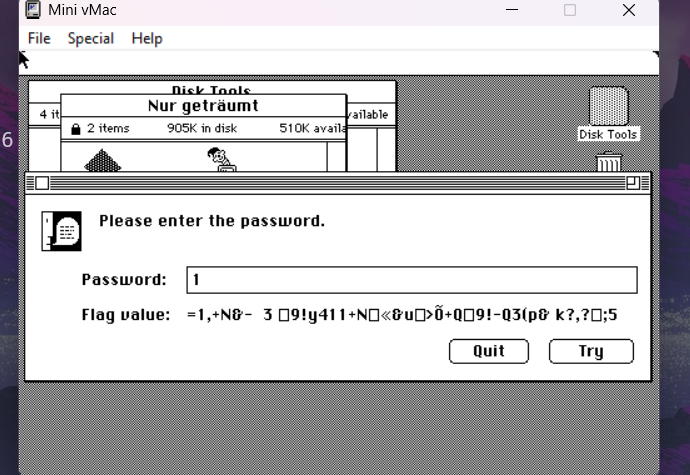 Mini vMac
File Special Help
Disk Tools
Nur geträumt
4 it
vailable
2 items 905K in disk 510K availa
Disk Tools
6
Please enter the password.
Password: 1
Flag value: =1,+N&- 3 □9!y411+N□«&u□>Õ+Q□9!-Q3(p& k?,?□;5
Quit Try